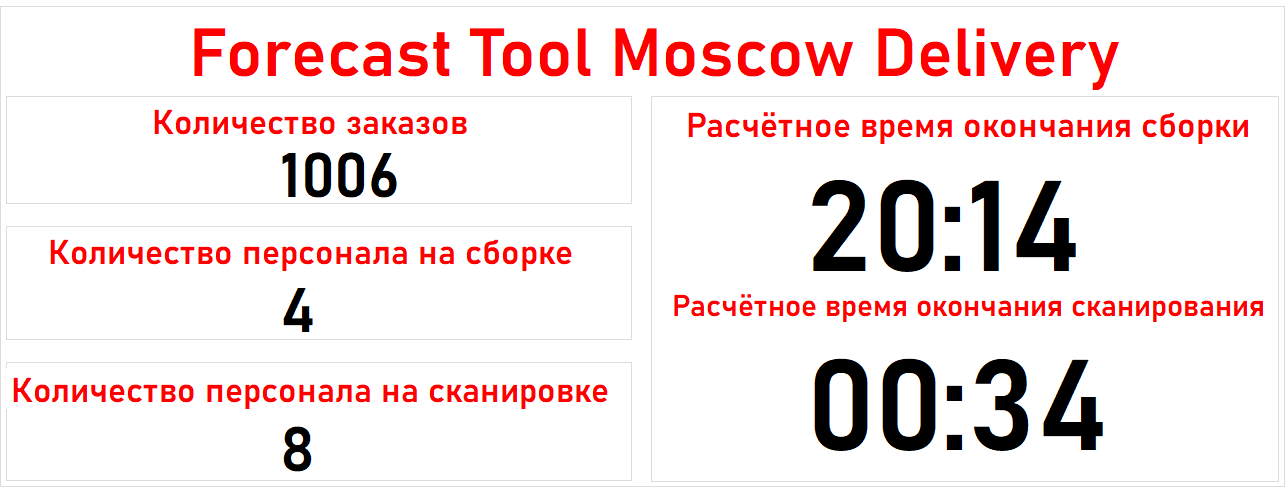 Forecast Tool Moscow Delivery
Количество заказов
1006
Количество персонала на сборке
4
Количество персонала на сканировке
8
Расчётное время окончания сборки
20:14
Расчётное время окончания сканирования
00:34